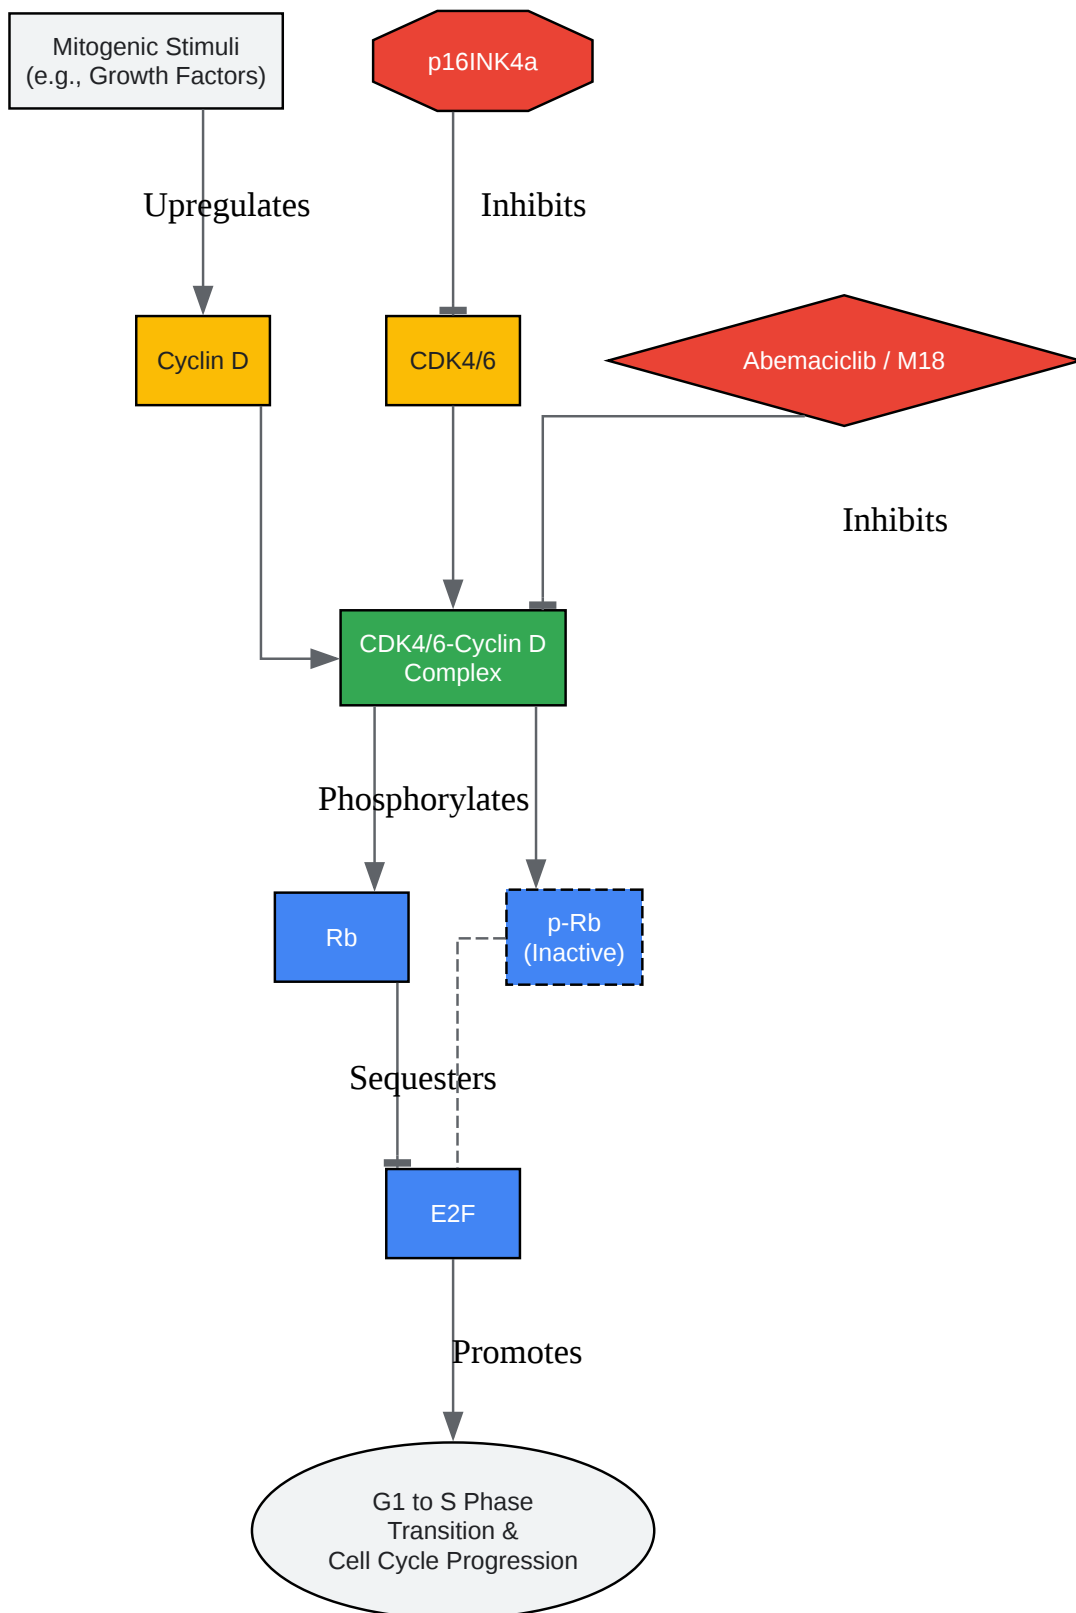 Mitogenic Stimuli
(e.g., Growth Factors)
p16INK4a
Upregulates
Inhibits
Cyclin D
CDK4/6
Abemaciclib / M18
Inhibits
CDK4/6-Cyclin D
Complex
Phosphorylates
Rb
p-Rb
(Inactive)
Sequesters
E2F
Promotes
G1 to S Phase
Transition &
Cell Cycle Progression